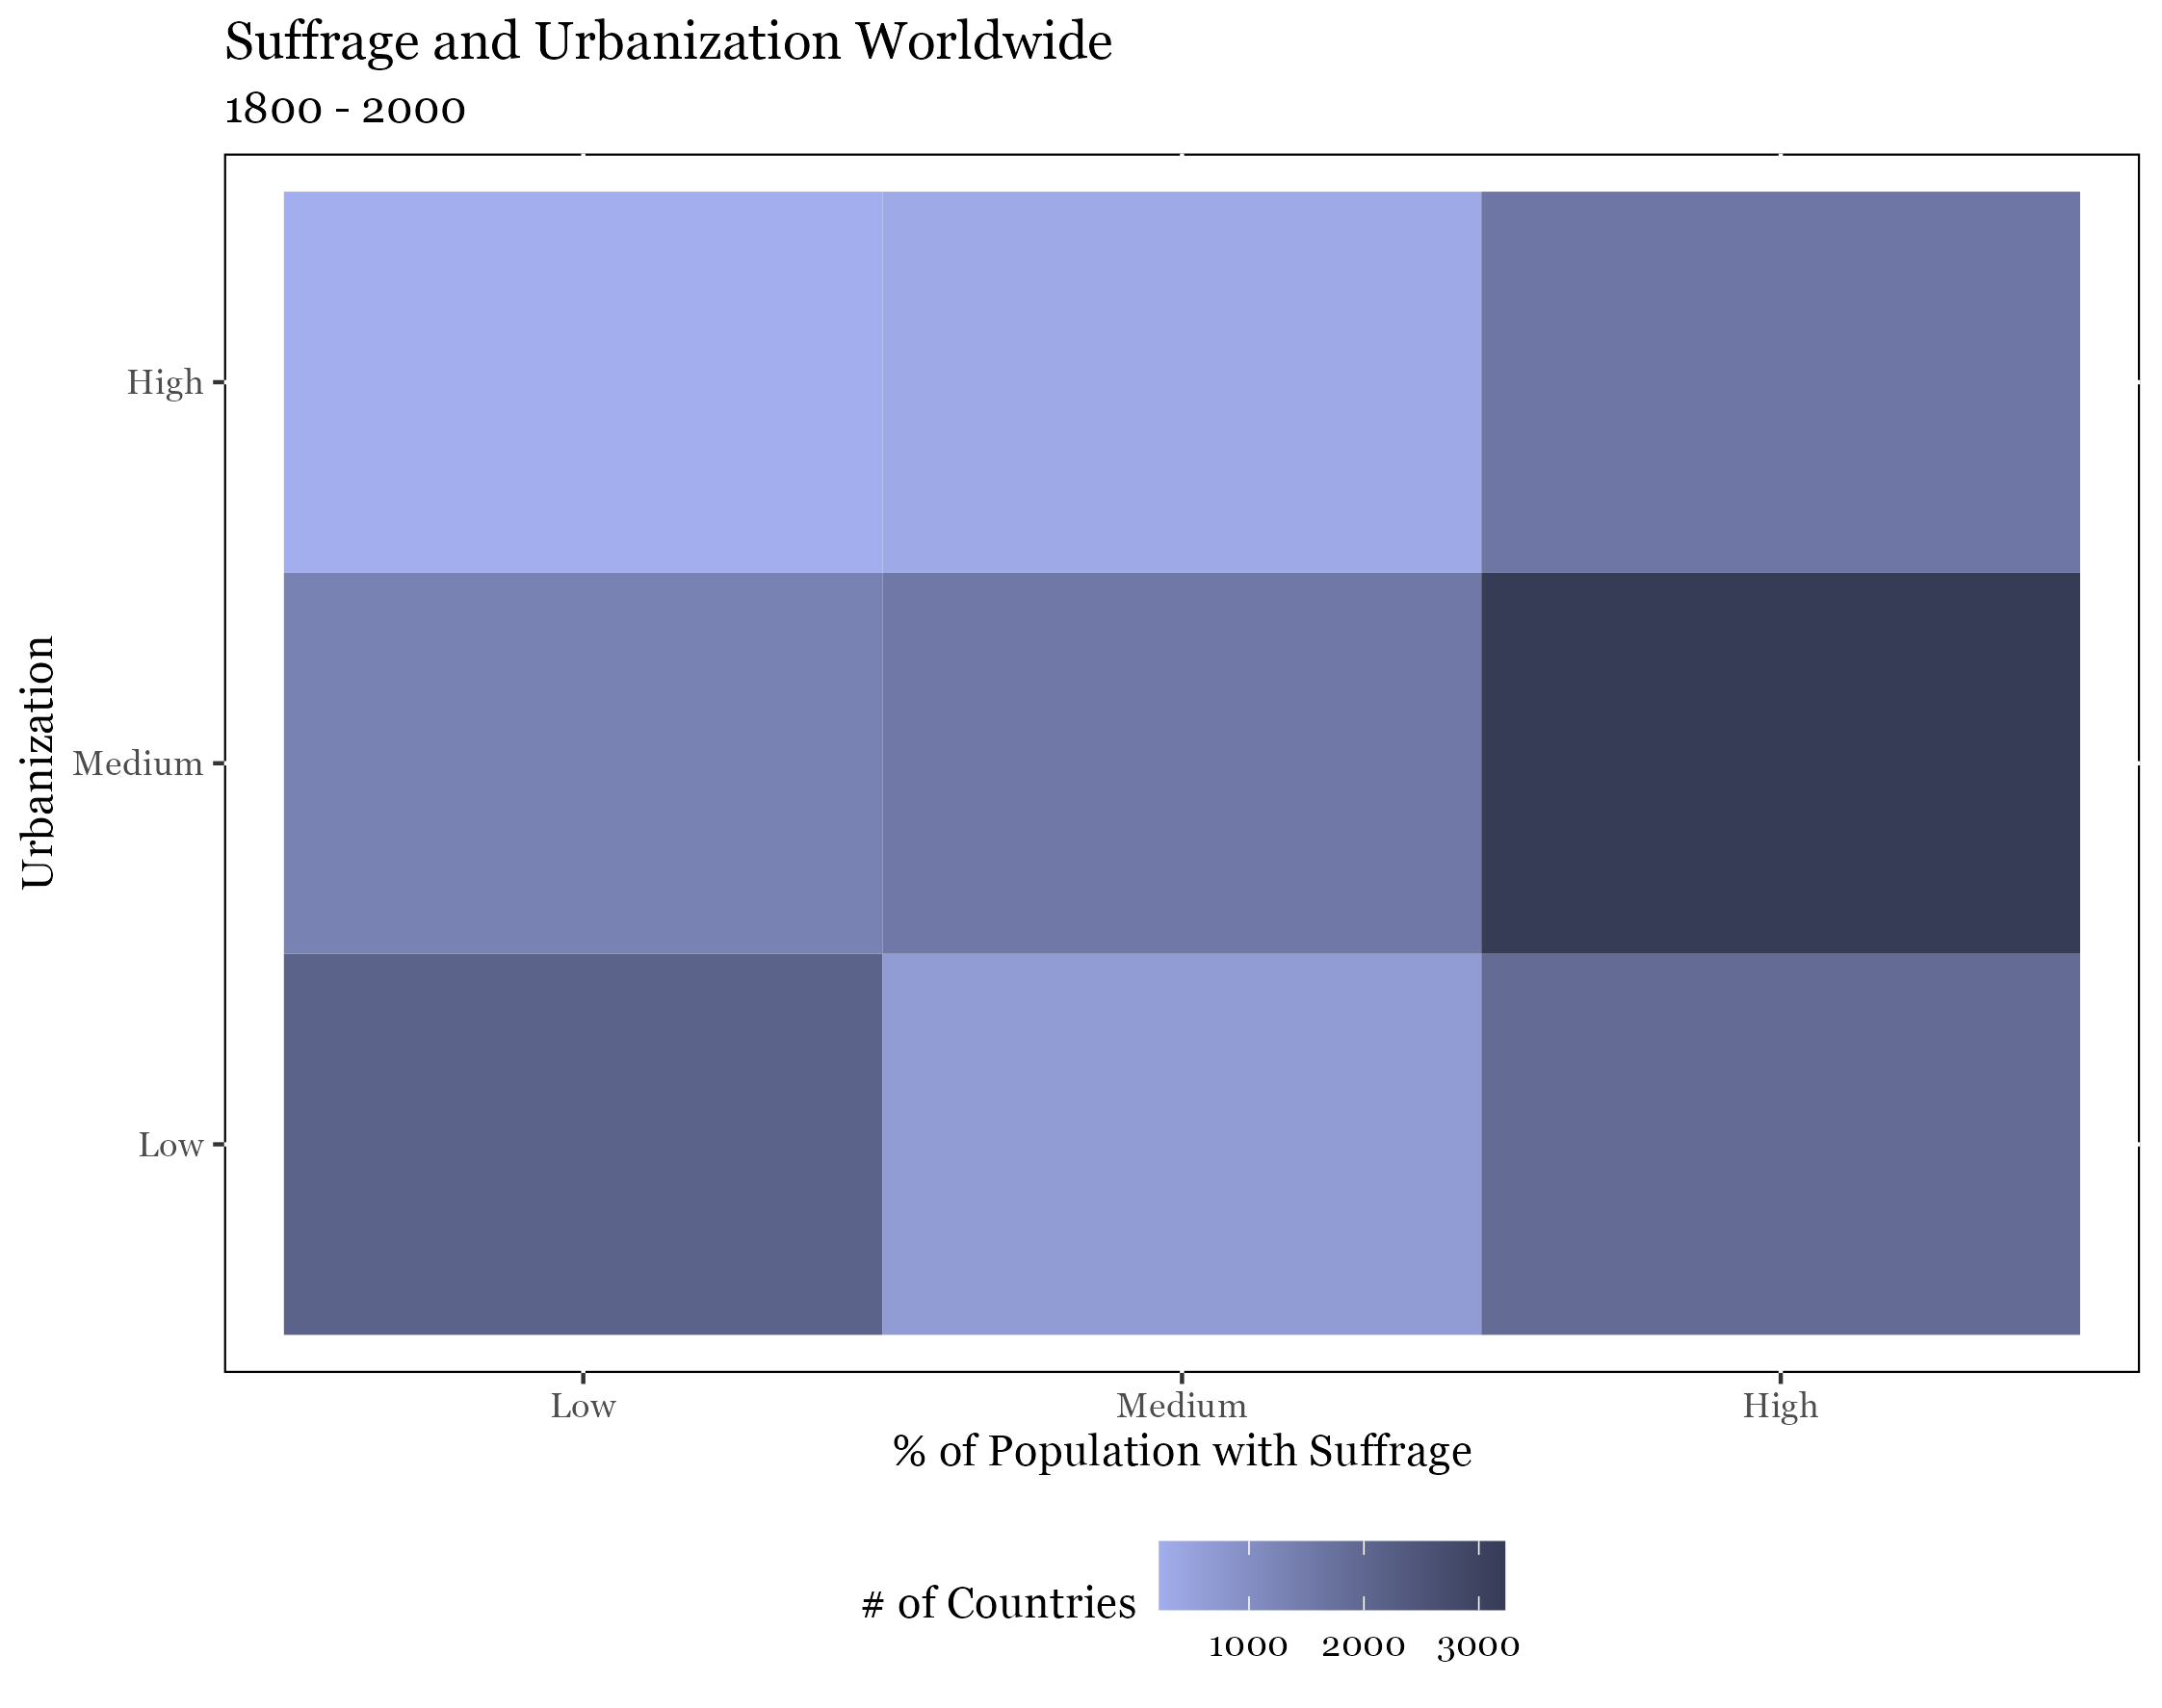 Suffrage and Urbanization Worldwide
1800 - 2000
Urbanization
High
Medium
Low
Low Medium High
% of Population with Suffrage
# of Countries
1000 2000 3000